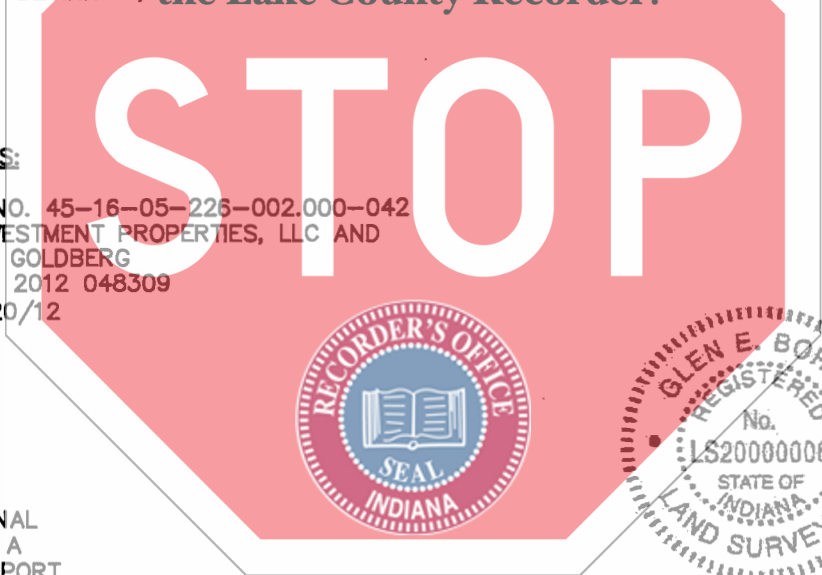 the Lake County Recorder!
STOP
S:
NO. 45-16-05-226-002.000-042
ESTMENT PROPERTIES, LLC AND
GOLDBERG
2012 048309
20/12
RECORDER'S OFFICE
SEAL
INDIANA
GLEN E. BO
REGISTERED
No.
LS2000000
STATE OF
INDIANA
LAND SURVEY
NAL
A
PORT